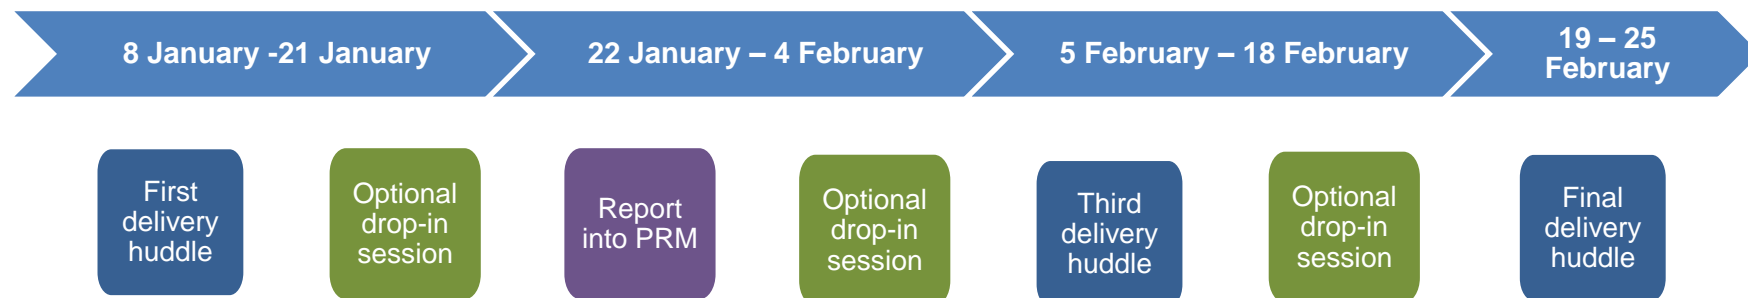 8 January -21 January
22 January – 4 February
5 February – 18 February
19 – 25
February
First
delivery
huddle
Optional
drop-in
session
Report
into PRM
Optional
drop-in
session
Third
delivery
huddle
Optional
drop-in
session
Final
delivery
huddle